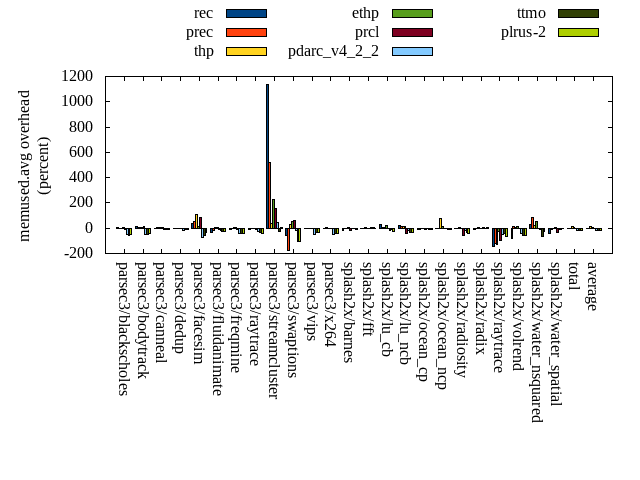 rec
prec
thp
ethp
prcl
pdarc_v4_2_2
ttmo
plrus-2
memused.avg overhead
(percent)
1200
1000
800
600
400
200
0
-200
parsec3/blackscholes
parsec3/bodytrack
parsec3/canneal
parsec3/dedup
parsec3/facesim
parsec3/fluidanimate
parsec3/freqmine
parsec3/raytrace
parsec3/streamcluster
parsec3/swaptions
parsec3/vips
parsec3/x264
splash2x/barnes
splash2x/fft
splash2x/lu_cb
splash2x/lu_ncb
splash2x/ocean_cp
splash2x/ocean_ncp
splash2x/radiosity
splash2x/radix
splash2x/raytrace
splash2x/volrend
splash2x/water_nsquared
splash2x/water_spatial
total
average